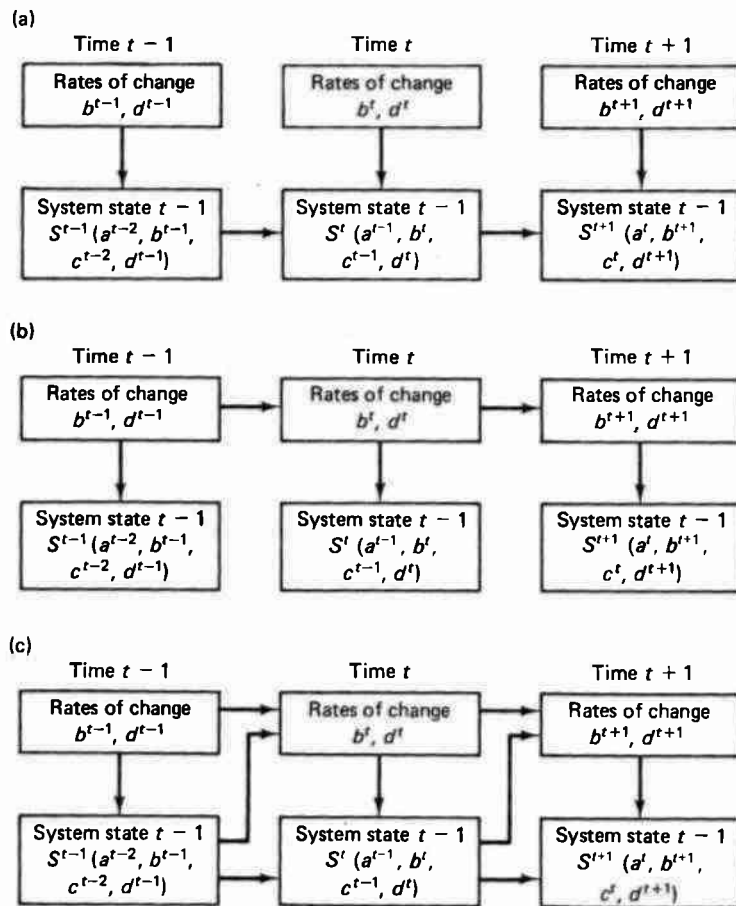 (a)
Time t − 1
Time t
Time t + 1
Rates of change
b^{t−1}, d^{t−1}
Rates of change
b^t, d^t
Rates of change
b^{t+1}, d^{t+1}
System state t − 1
S^{t−1} (a^{t−2}, b^{t−1},
c^{t−2}, d^{t−1})
System state t − 1
S^t (a^{t−1}, b^t,
c^{t−1}, d^t)
System state t − 1
S^{t+1} (a^t, b^{t+1},
c^t, d^{t+1})
(b)
Time t − 1
Time t
Time t + 1
Rates of change
b^{t−1}, d^{t−1}
Rates of change
b^t, d^t
Rates of change
b^{t+1}, d^{t+1}
System state t − 1
S^{t−1} (a^{t−2}, b^{t−1},
c^{t−2}, d^{t−1})
System state t − 1
S^t (a^{t−1}, b^t,
c^{t−1}, d^t)
System state t − 1
S^{t+1} (a^t, b^{t+1},
c^t, d^{t+1})
(c)
Time t − 1
Time t
Time t + 1
Rates of change
b^{t−1}, d^{t−1}
Rates of change
b^t, d^t
Rates of change
b^{t+1}, d^{t+1}
System state t − 1
S^{t−1} (a^{t−2}, b^{t−1},
c^{t−2}, d^{t−1})
System state t − 1
S^t (a^{t−1}, b^t,
c^{t−1}, d^t)
System state t − 1
S^{t+1} (a^t, b^{t+1},
c^t, d^{t+1})